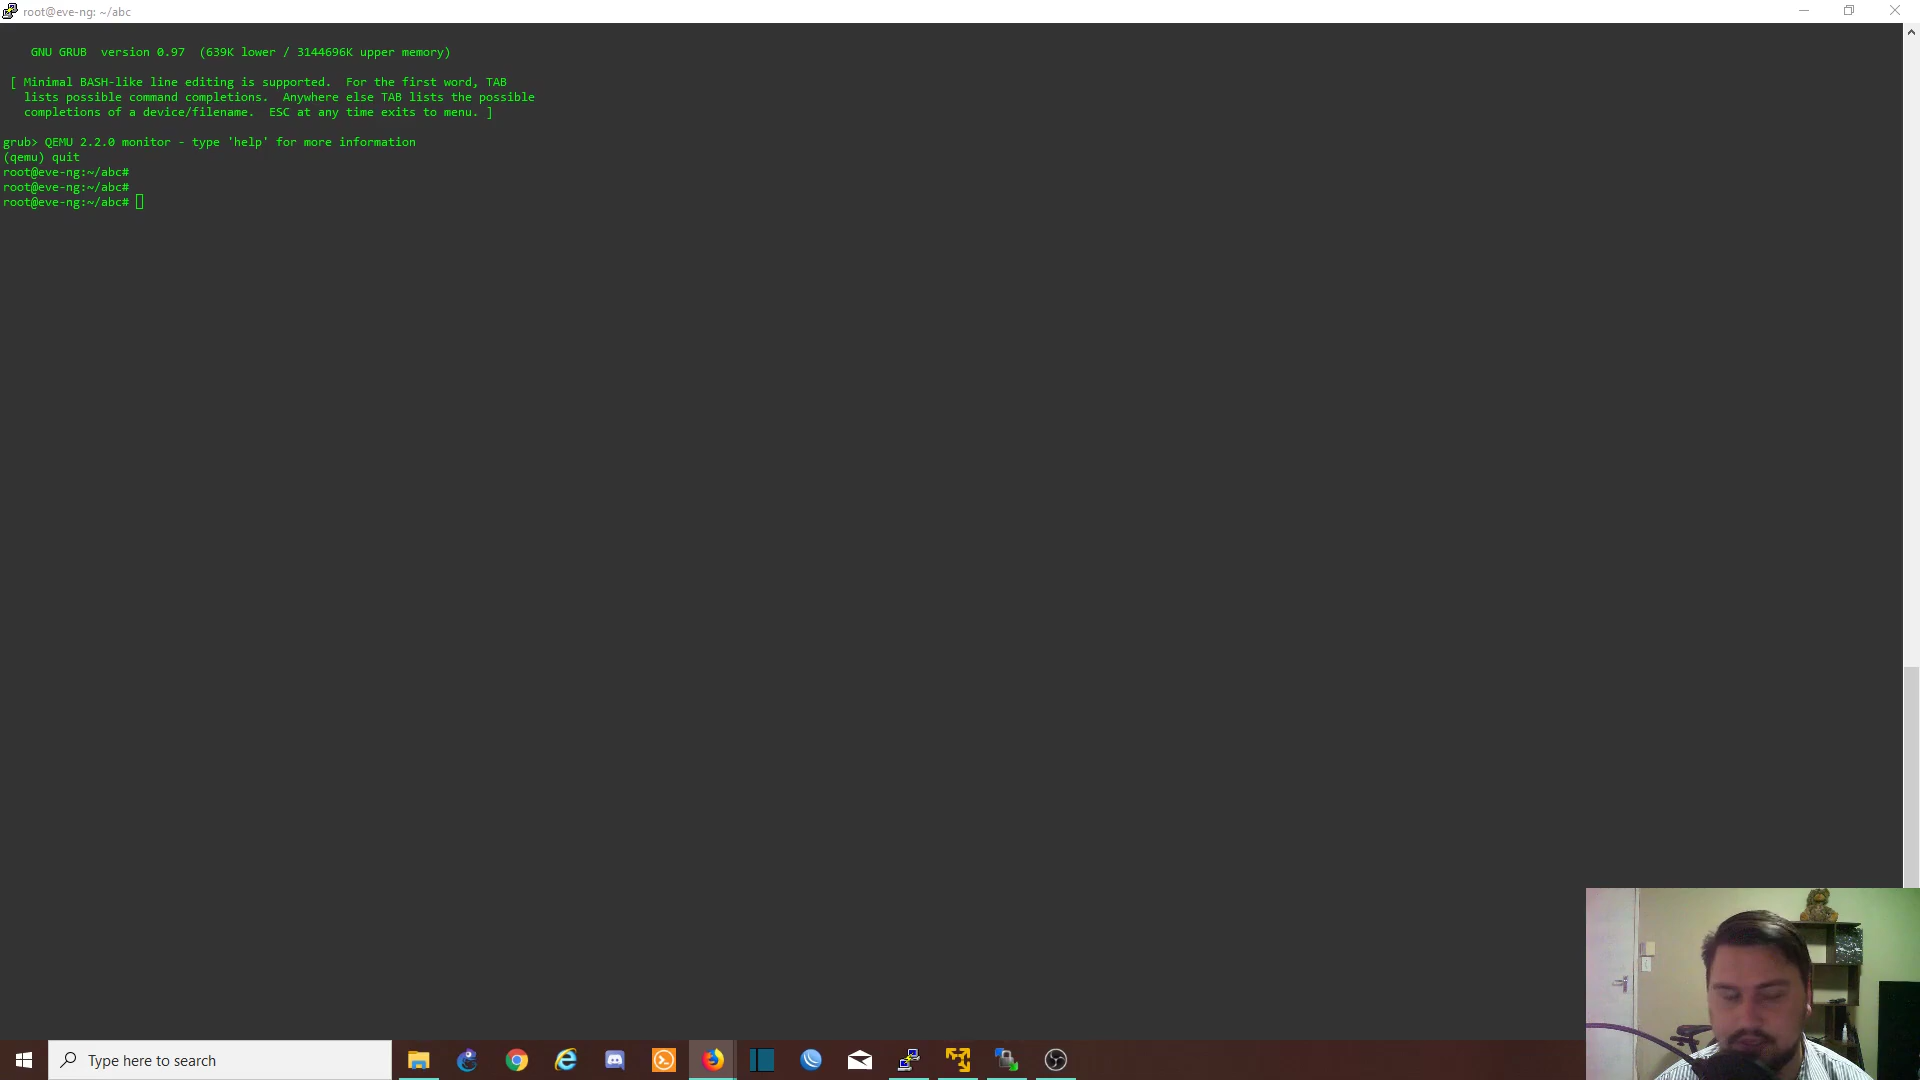 root@eve-ng: ~/abc
GNU GRUB  version 0.97  (639K lower / 3144696K upper memory)
[ Minimal BASH-like line editing is supported.  For the first word, TAB
lists possible command completions.  Anywhere else TAB lists the possible
completions of a device/filename.  ESC at any time exits to menu. ]
grub> QEMU 2.2.0 monitor - type 'help' for more information
(qemu) quit
root@eve-ng:~/abc#
root@eve-ng:~/abc#
root@eve-ng:~/abc#
Type here to search